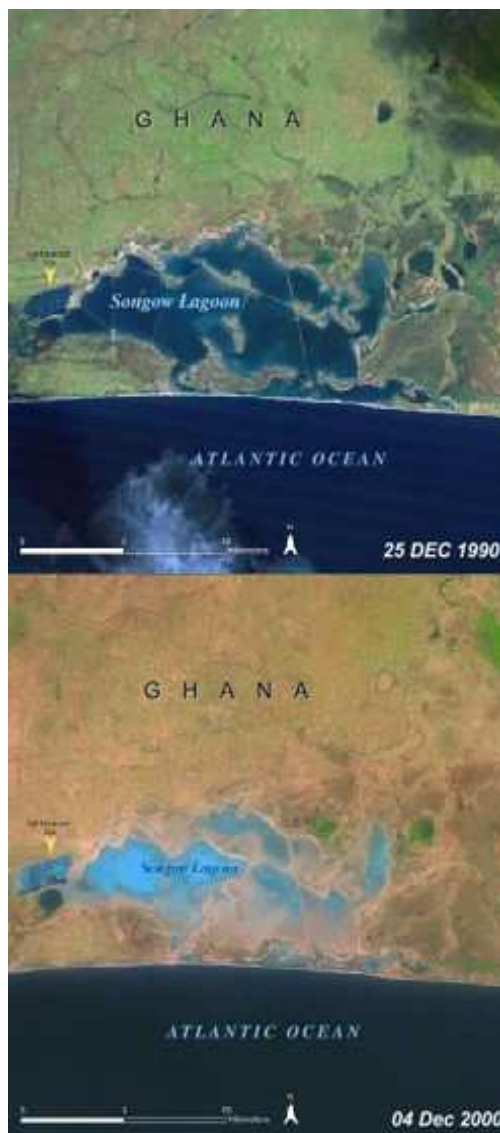 G H A N A
Songow Lagoon
ATLANTIC OCEAN
N
25 DEC 1990
G H A N A
Songow Lagoon
ATLANTIC OCEAN
N
04 Dec 2000